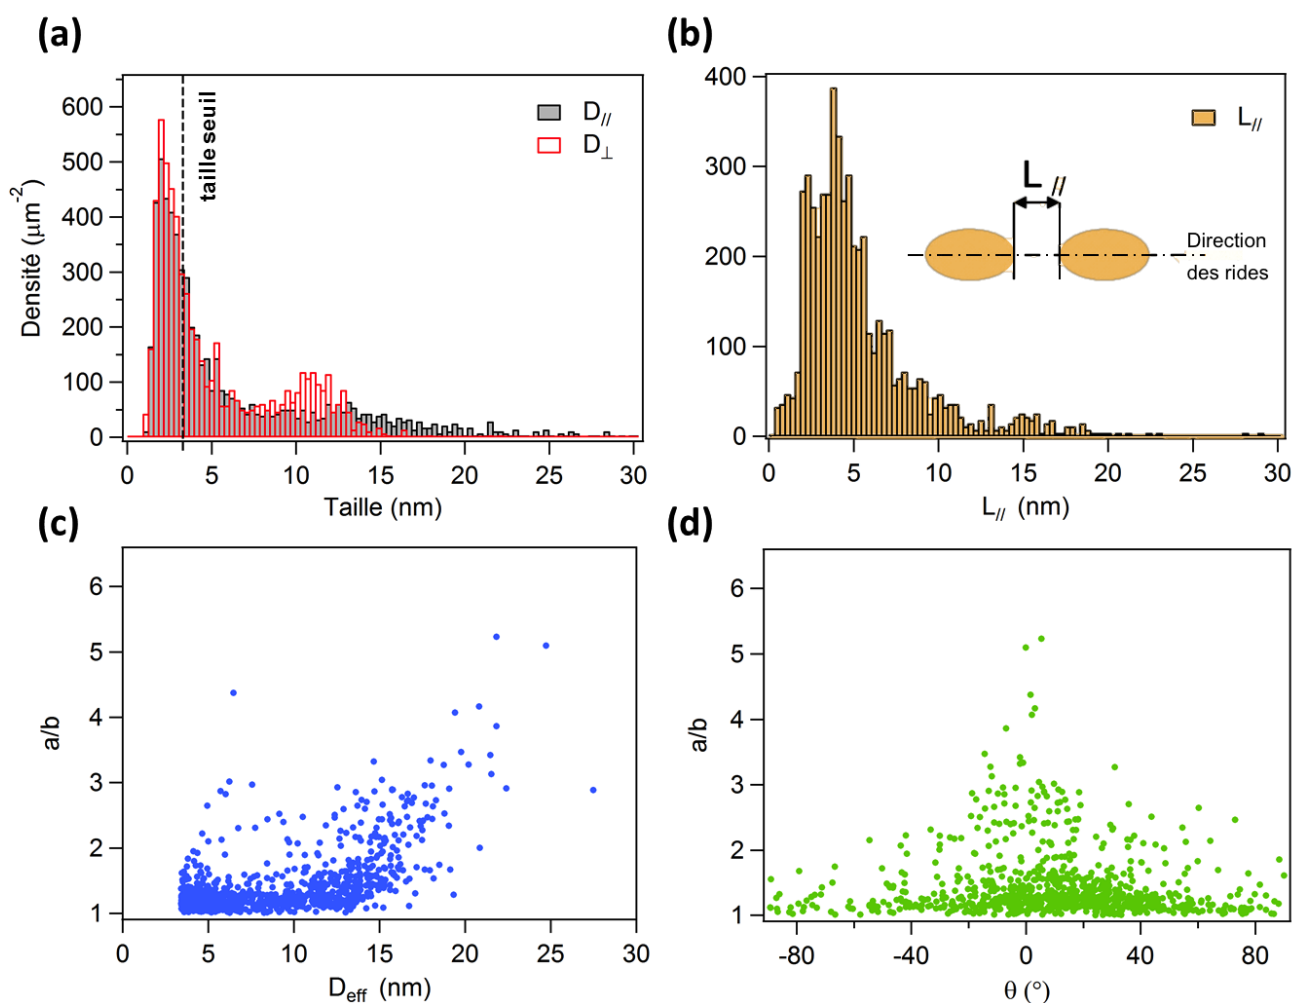 (a)
600
500
400
300
200
100
0
Densité (µm⁻²)
taille seuil
D//
D⊥
0 5 10 15 20 25 30
Taille (nm)
(b)
400
300
200
100
0
L//
L //
Direction
des rides
0 5 10 15 20 25 30
L// (nm)
(c)
6
5
4
3
2
1
a/b
0 5 10 15 20 25 30
Deff (nm)
(d)
6
5
4
3
2
1
a/b
-80 -40 0 40 80
θ (°)